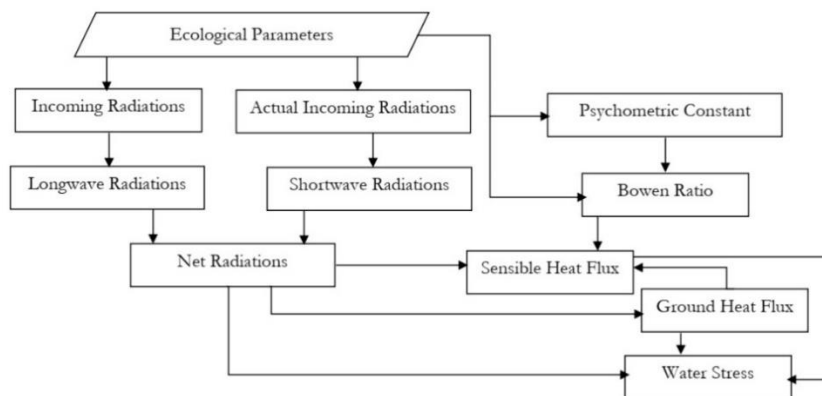 Ecological Parameters
Incoming Radiations
Actual Incoming Radiations
Psychometric Constant
Longwave Radiations
Shortwave Radiations
Bowen Ratio
Net Radiations
Sensible Heat Flux
Ground Heat Flux
Water Stress